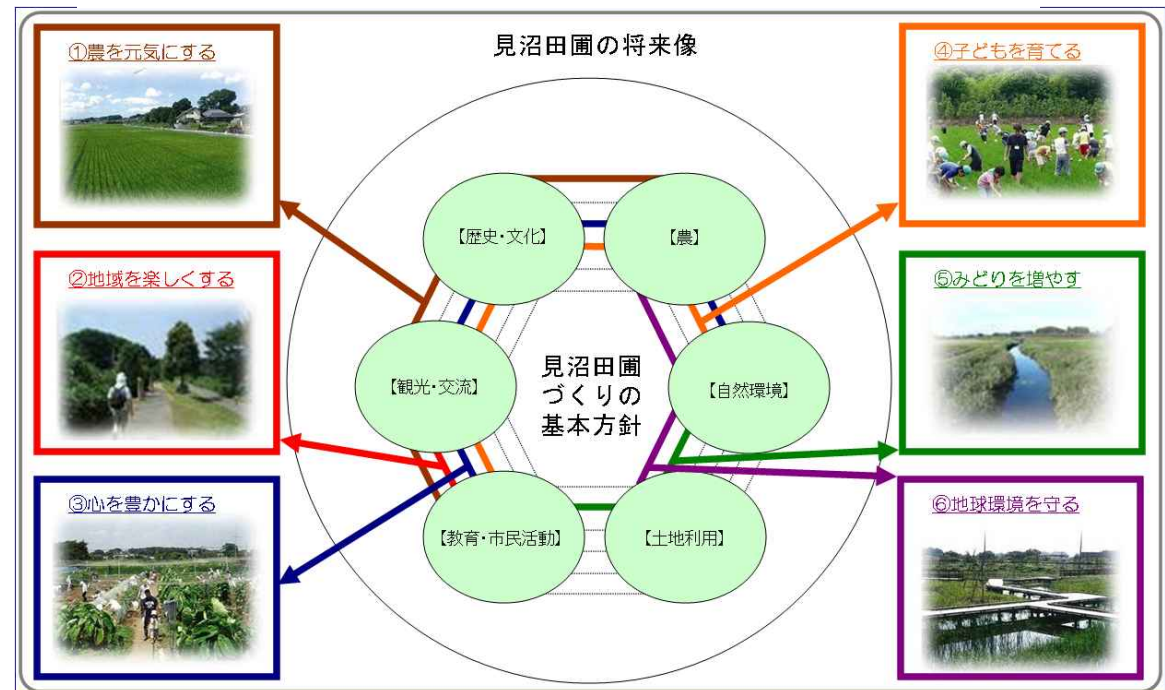 見沼田圃の将来像
①農を元気にする
②地域を楽しくする
③心を豊かにする
④子どもを育てる
⑤みどりを増やす
⑥地球環境を守る
【歴史・文化】
【農】
【観光・交流】
【自然環境】
【教育・市民活動】
【土地利用】
見沼田圃
づくりの
基本方針